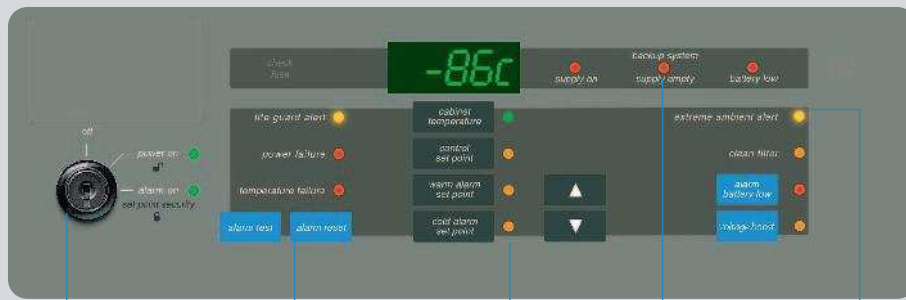 check
fuse
-86c
backup system
supply on
supply empty
battery low
off
power on
alarm on
set point security
life guard alert
power failure
temperature failure
alarm test
alarm reset
cabinet
temperature
control
set point
warm alarm
set point
cold alarm
set point
extreme ambient alert
clean filter
alarm
battery low
voltage boost